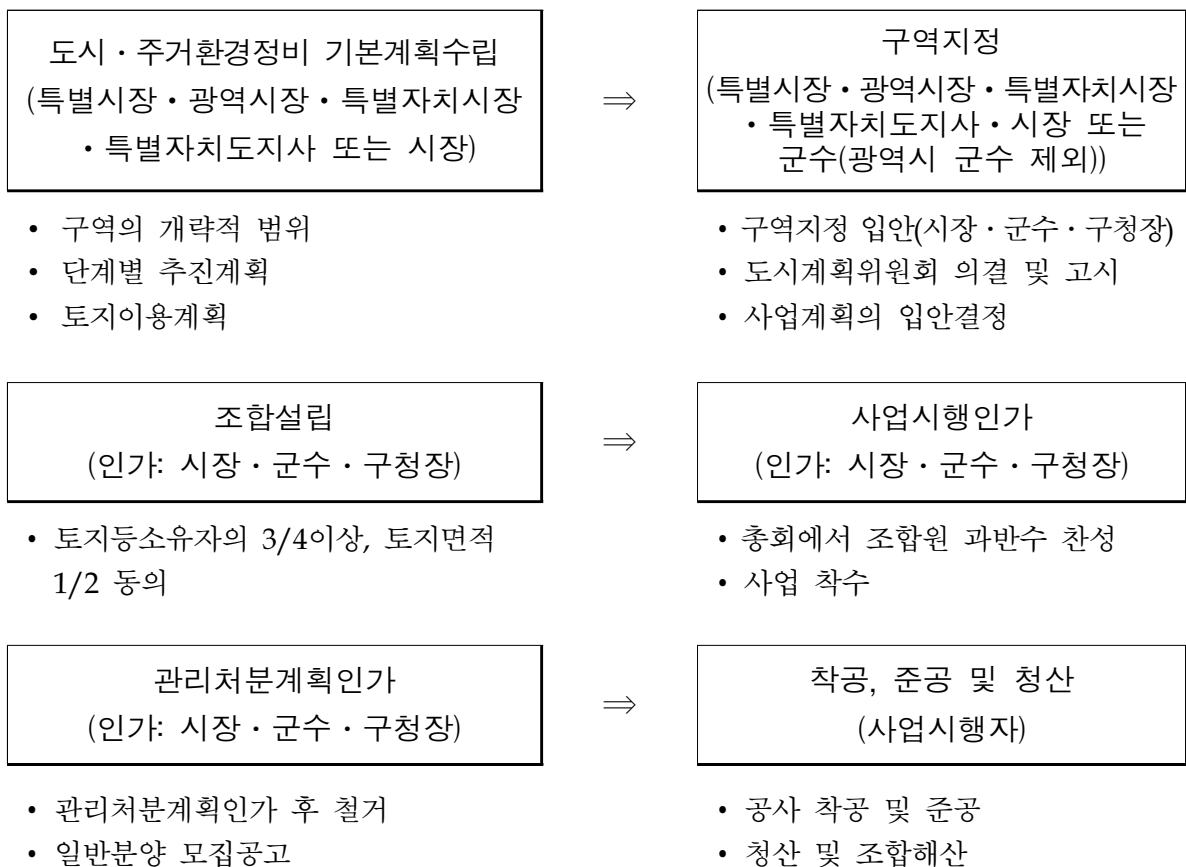 도시・주거환경정비 기본계획수립
(특별시장・광역시장・특별자치시장
・특별자치도지사 또는 시장)
⇒
구역지정
(특별시장・광역시장・특별자치시장
・특별자치도지사・시장 또는
군수(광역시 군수 제외))
• 구역의 개략적 범위
• 단계별 추진계획
• 토지이용계획
• 구역지정 입안(시장・군수・구청장)
• 도시계획위원회 의결 및 고시
• 사업계획의 입안결정
조합설립
(인가: 시장・군수・구청장)
⇒
사업시행인가
(인가: 시장・군수・구청장)
• 토지등소유자의 3/4이상, 토지면적
1/2 동의
• 총회에서 조합원 과반수 찬성
• 사업 착수
관리처분계획인가
(인가: 시장・군수・구청장)
⇒
착공, 준공 및 청산
(사업시행자)
• 관리처분계획인가 후 철거
• 일반분양 모집공고
• 공사 착공 및 준공
• 청산 및 조합해산